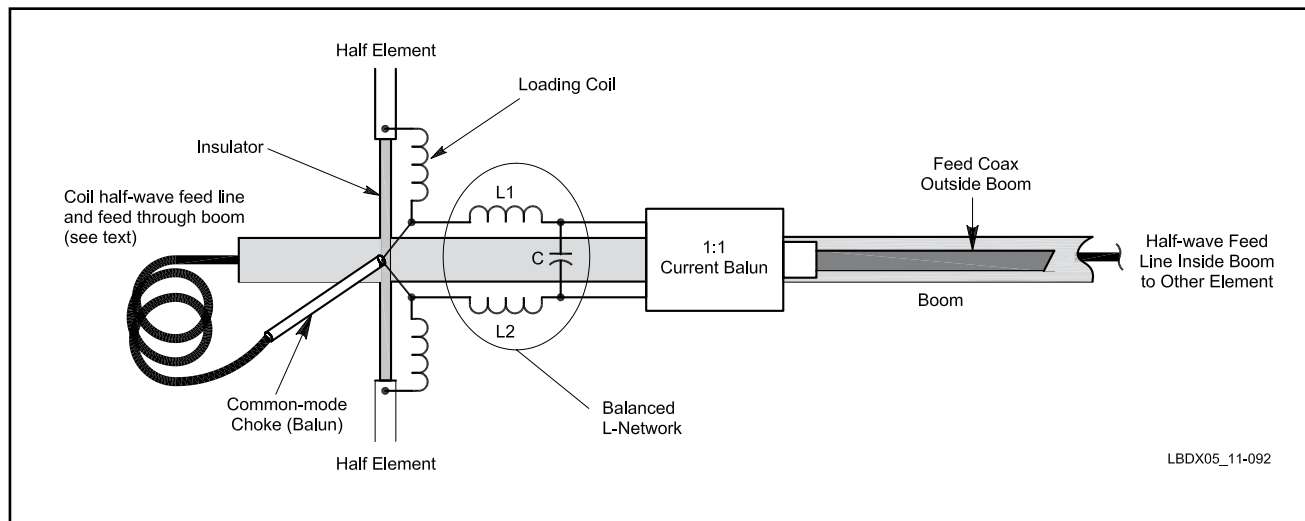 Half Element
Loading Coil
Insulator
Coil half-wave feed line
and feed through boom
(see text)
L1
C
L2
1:1
Current Balun
Feed Coax
Outside Boom
Half-wave Feed
Line Inside Boom
to Other Element
Boom
Common-mode
Choke (Balun)
Balanced
L-Network
Half Element
LBDX05_11-092